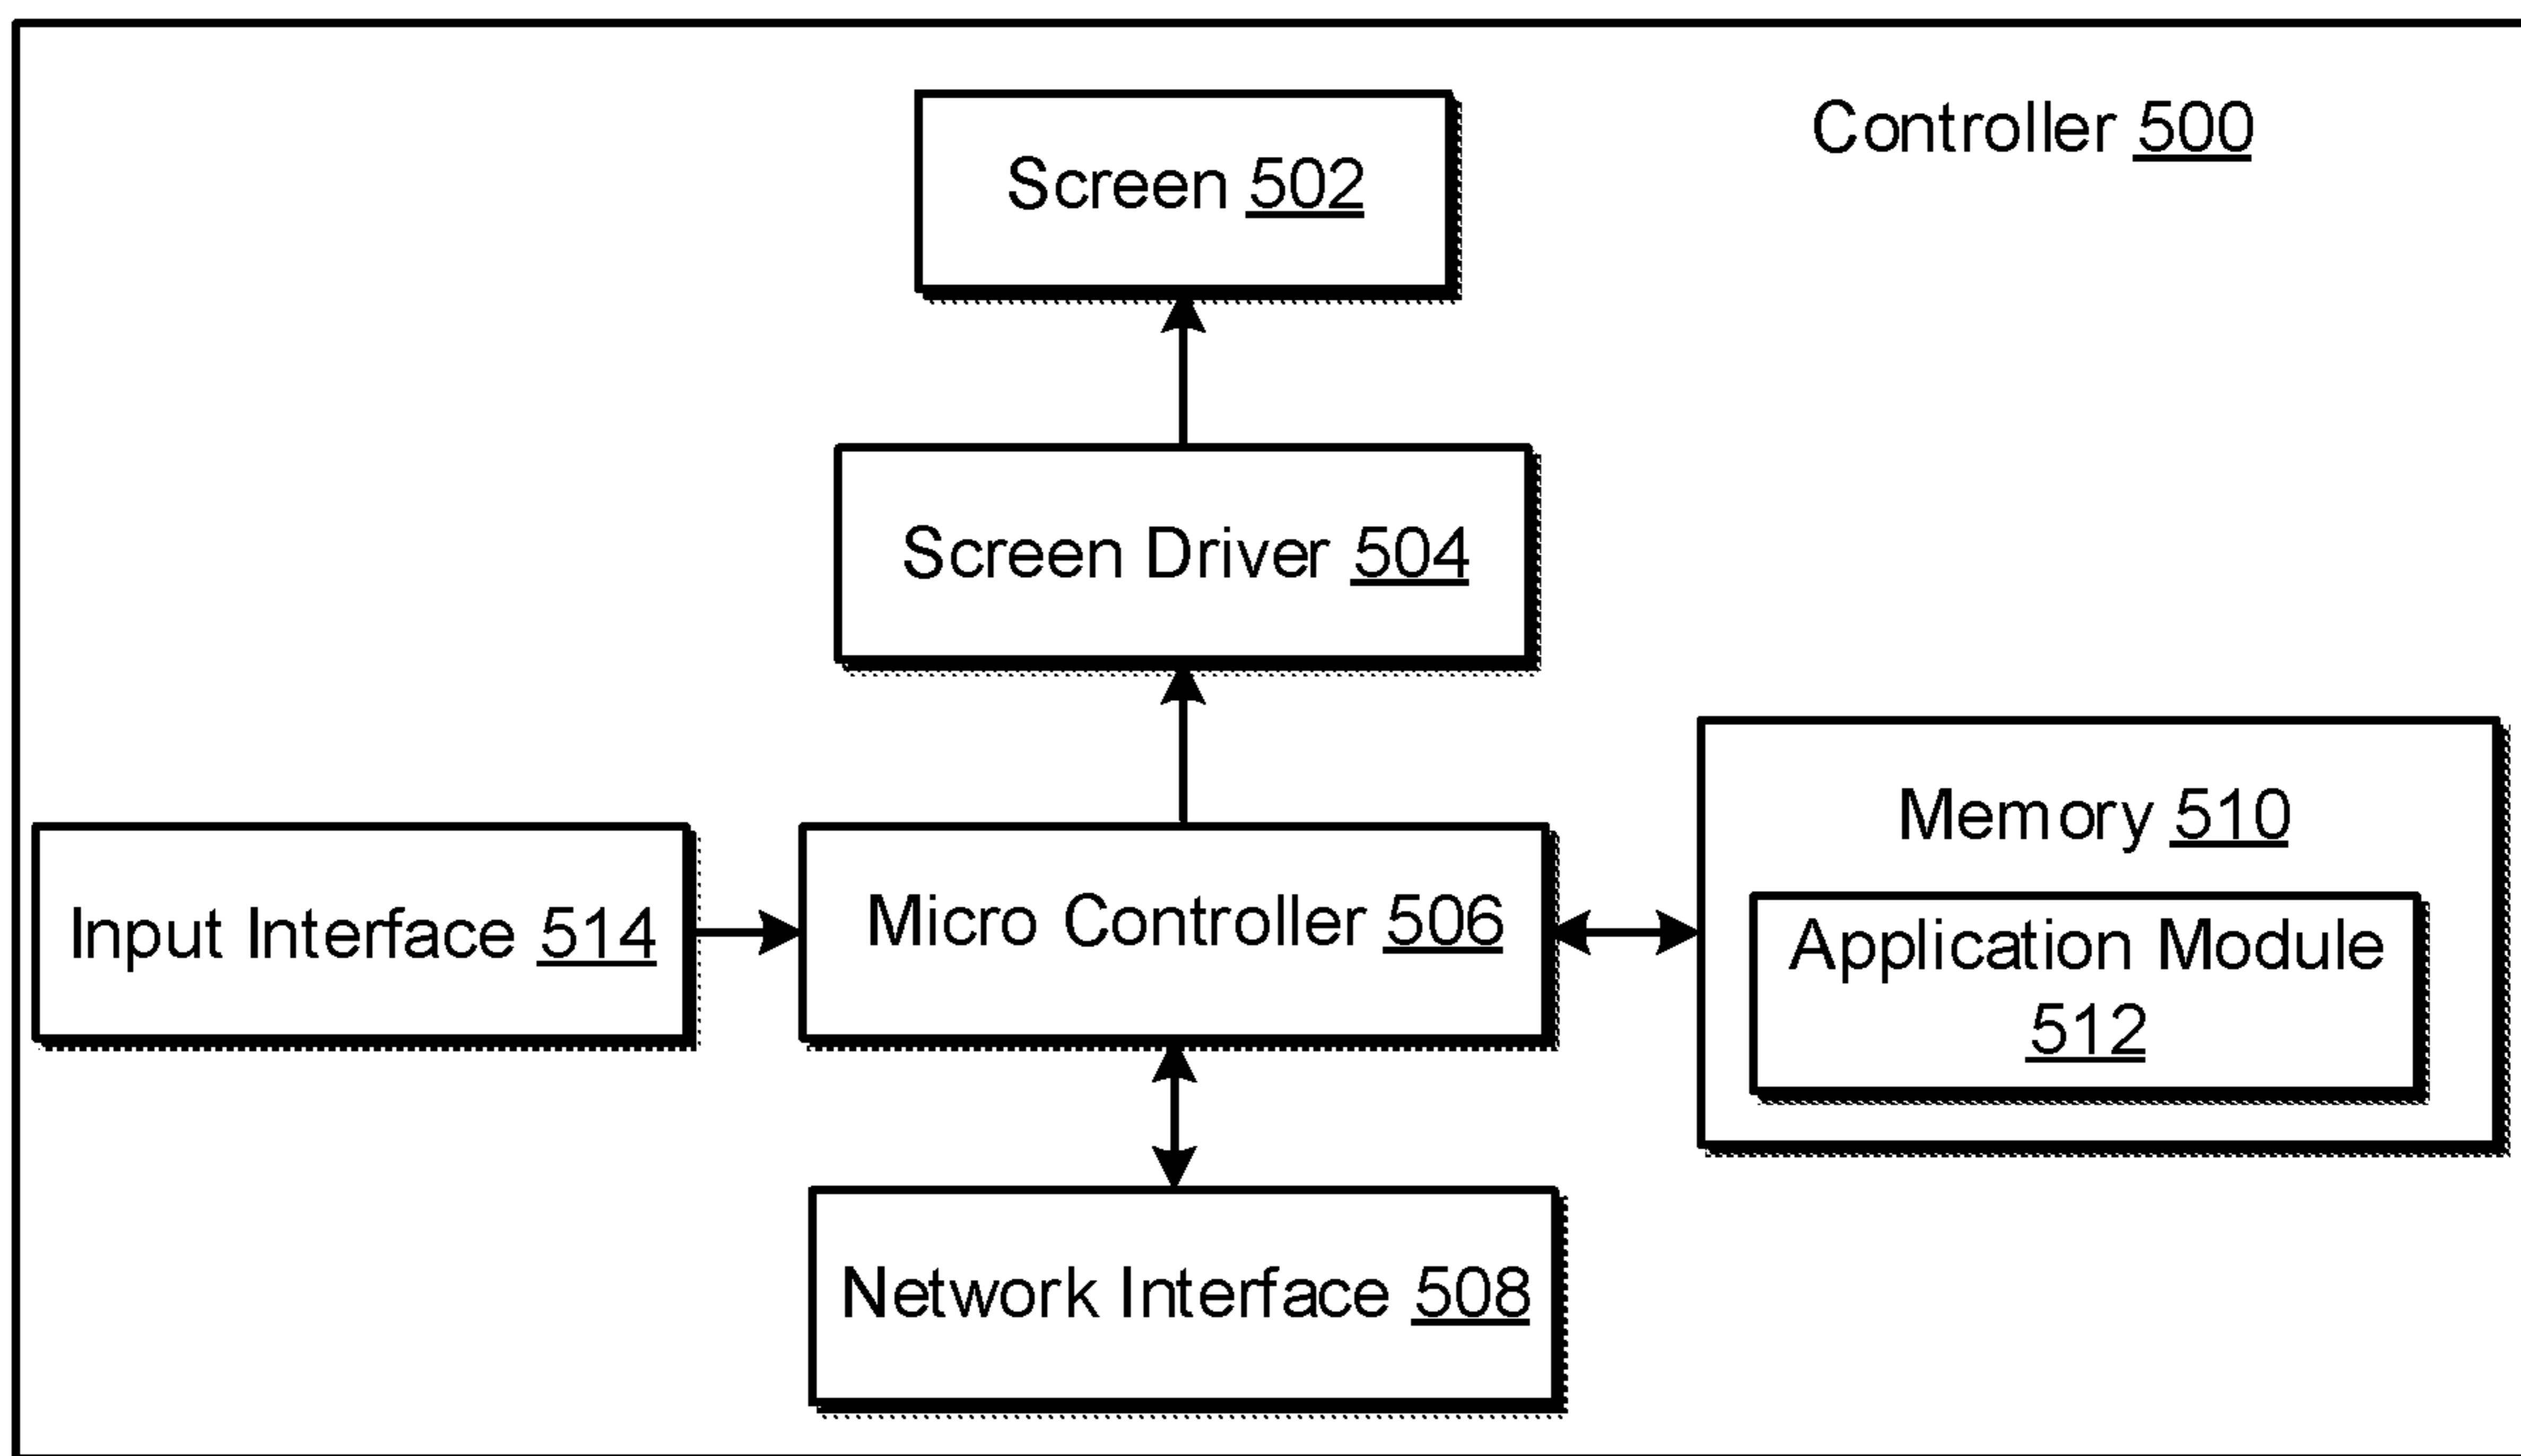 Controller 500
Screen 502
Screen Driver 504
Memory 510
Input Interface 514
Micro Controller 506
Application Module
512
Network Interface 508